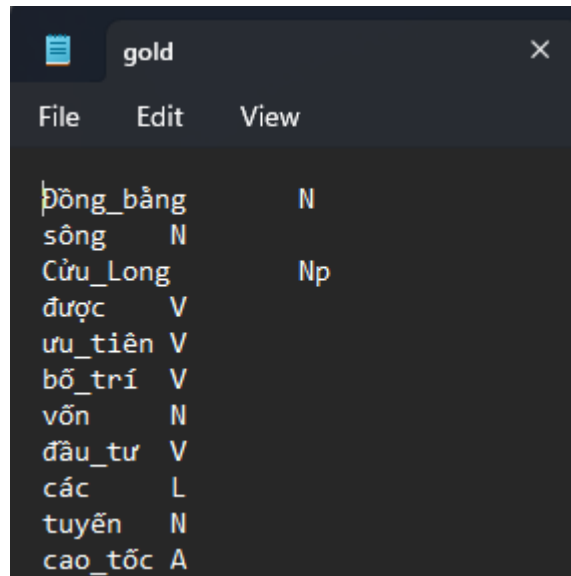 gold
File Edit View
Đồng_bằng N
sông N
Cửu_Long Np
được V
ưu_tiên V
bố_trí V
vốn N
đầu_tư V
các L
tuyến N
cao_tốc A